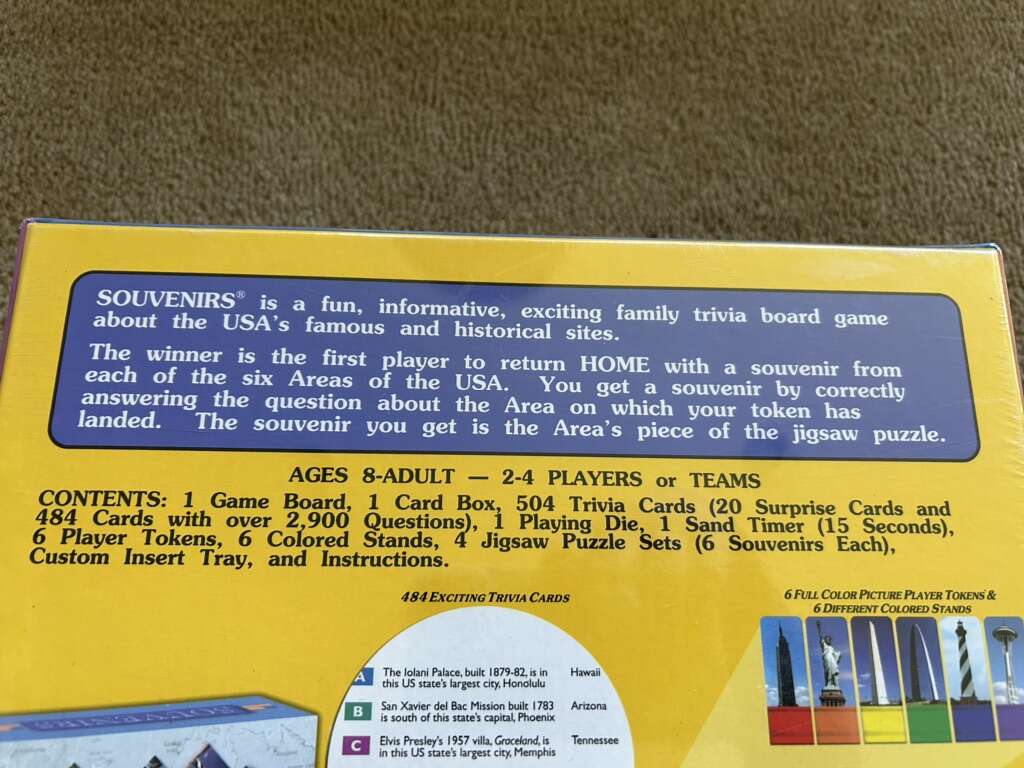 SOUVENIRS® is a fun, informative, exciting family trivia board game
about the USA's famous and historical sites.
The winner is the first player to return HOME with a souvenir from
each of the six Areas of the USA. You get a souvenir by correctly
answering the question about the Area on which your token has
landed. The souvenir you get is the Area's piece of the jigsaw puzzle.
AGES 8-ADULT — 2-4 PLAYERS or TEAMS
CONTENTS: 1 Game Board, 1 Card Box, 504 Trivia Cards (20 Surprise Cards and
484 Cards with over 2,900 Questions), 1 Playing Die, 1 Sand Timer (15 Seconds),
6 Player Tokens, 6 Colored Stands, 4 Jigsaw Puzzle Sets (6 Souvenirs Each),
Custom Insert Tray, and Instructions.
484 EXCITING TRIVIA CARDS
6 FULL COLOR PICTURE PLAYER TOKENS &
6 DIFFERENT COLORED STANDS
A The Iolani Palace, built 1879-82, is in Hawaii
this US state's largest city, Honolulu
B San Xavier del Bac Mission built 1783 Arizona
is south of this state's capital, Phoenix
C Elvis Presley's 1957 villa, Graceland, is Tennessee
in this US state's largest city, Memphis
SOUVENIRS